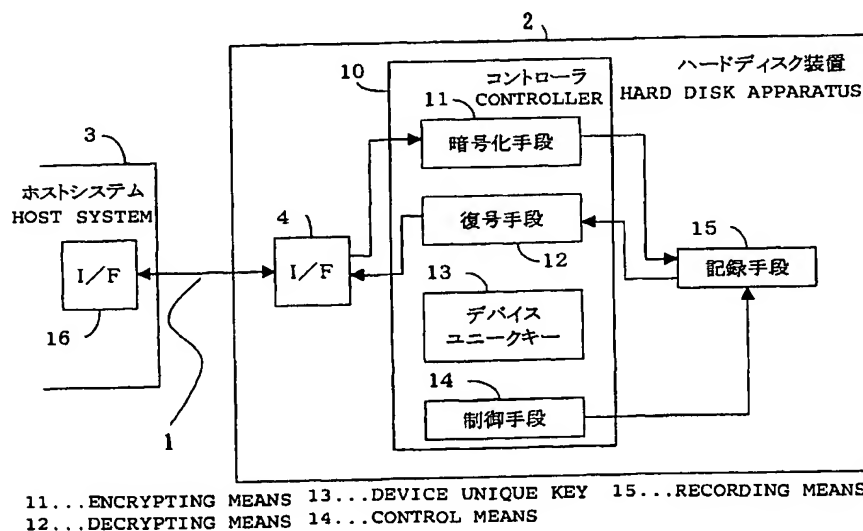 2
10
コントローラ
CONTROLLER
ハードディスク装置
HARD DISK APPARATUS
11
暗号化手段
3
ホストシステム
HOST SYSTEM
4
復号手段
12
15
記録手段
I/F
I/F
16
13
デバイス
ユニークキー
14
制御手段
1
11...ENCRYPTING MEANS 13...DEVICE UNIQUE KEY 15...RECORDING MEANS
12...DECRYPTING MEANS 14...CONTROL MEANS